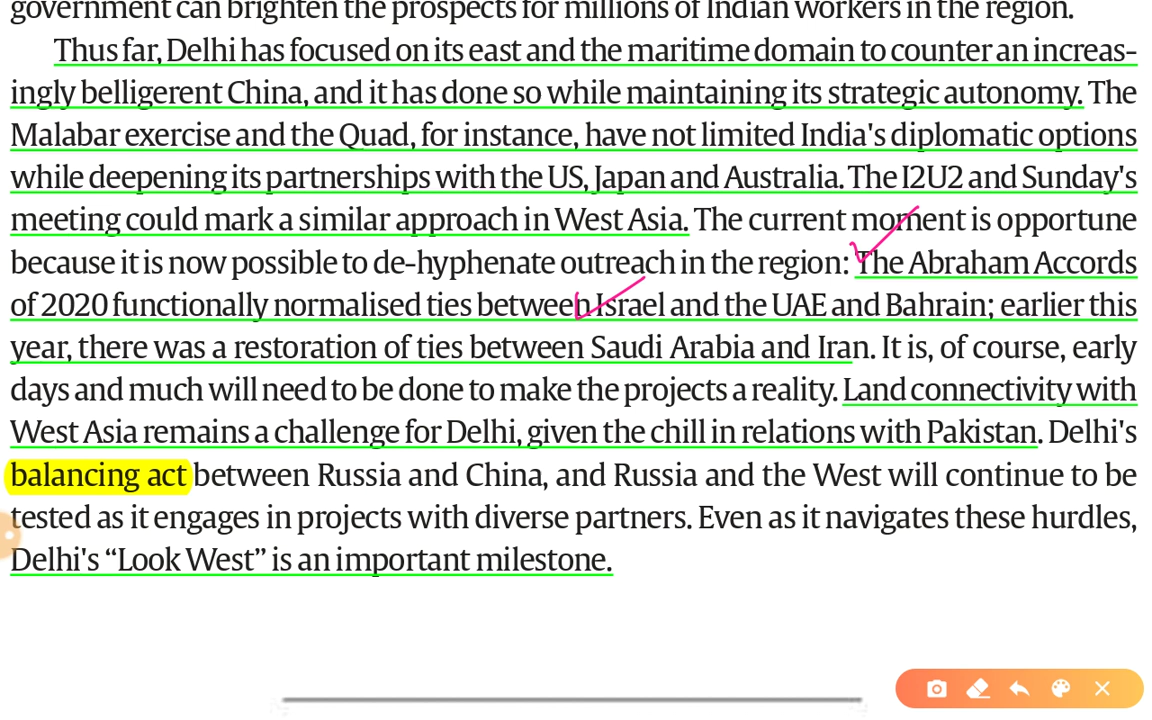 government can brighten the prospects for millions of Indian workers in the region.
Thus far, Delhi has focused on its east and the maritime domain to counter an increas-
ingly belligerent China, and it has done so while maintaining its strategic autonomy. The
Malabar exercise and the Quad, for instance, have not limited India's diplomatic options
while deepening its partnerships with the US, Japan and Australia. The I2U2 and Sunday's
meeting could mark a similar approach in West Asia. The current moment is opportune
because it is now possible to de-hyphenate outreach in the region: The Abraham Accords
of 2020 functionally normalised ties between Israel and the UAE and Bahrain; earlier this
year, there was a restoration of ties between Saudi Arabia and Iran. It is, of course, early
days and much will need to be done to make the projects a reality. Land connectivity with
West Asia remains a challenge for Delhi, given the chill in relations with Pakistan. Delhi's
balancing act between Russia and China, and Russia and the West will continue to be
tested as it engages in projects with diverse partners. Even as it navigates these hurdles,
Delhi's “Look West” is an important milestone.